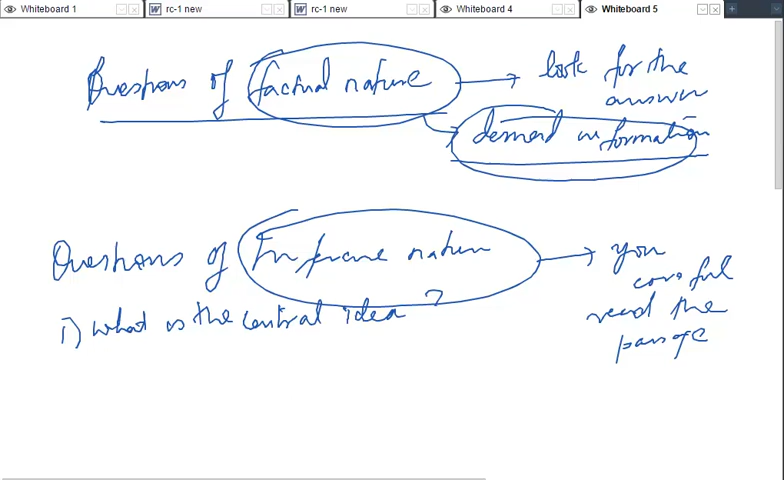 Whiteboard 1
rc-1 new
rc-1 new
Whiteboard 4
Whiteboard 5
Questions of factual nature → look for the
answer
demand information
Questions of Inference nature → you
careful
read the
passage
i) what is the central idea ?